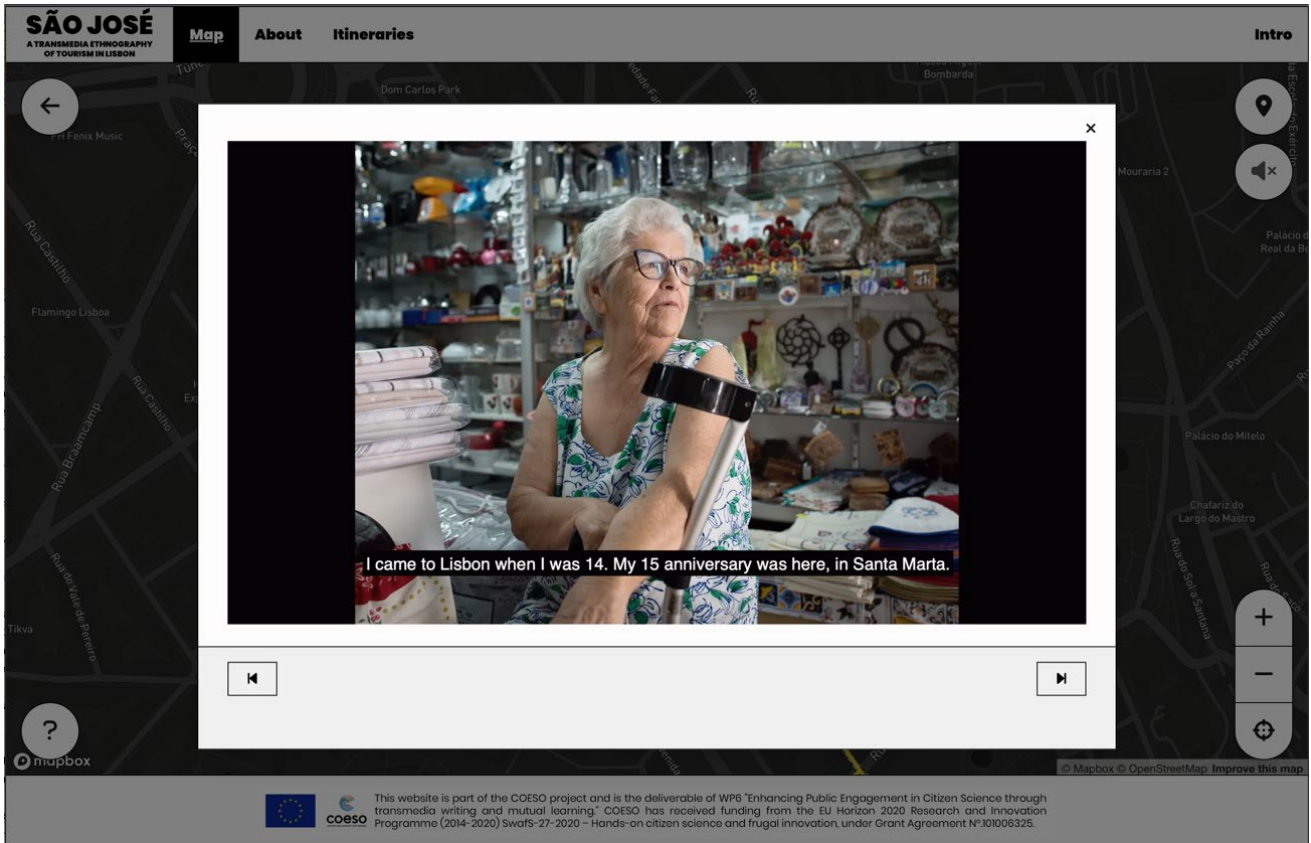 SÃO JOSÉ
A TRANSMEDIA ETHNOGRAPHY
OF TOURISM IN LISBON
Map
About
Itineraries
Intro
Bombarda
Dom Carlos Park
FH Fenix Music
Mouraria 2
Rua Castilho
Flamingo Lisboa
Rua Castilho
Rua Braamcamp
Paço da Rainha
Palácio do Mitelo
Chafariz do
Largo do Mastro
Rua do Vale de Pereiro
Tikva
I came to Lisbon when I was 14. My 15 anniversary was here, in Santa Marta.
?
mapbox
© Mapbox © OpenStreetMap Improve this map
coeso
This website is part of the COESO project and is the deliverable of WP6 "Enhancing Public Engagement in Citizen Science through
transmedia writing and mutual learning." COESO has received funding from the EU Horizon 2020 Research and Innovation
Programme (2014-2020) SwafS-27-2020 – Hands-on citizen science and frugal innovation, under Grant Agreement Nº.101006325.